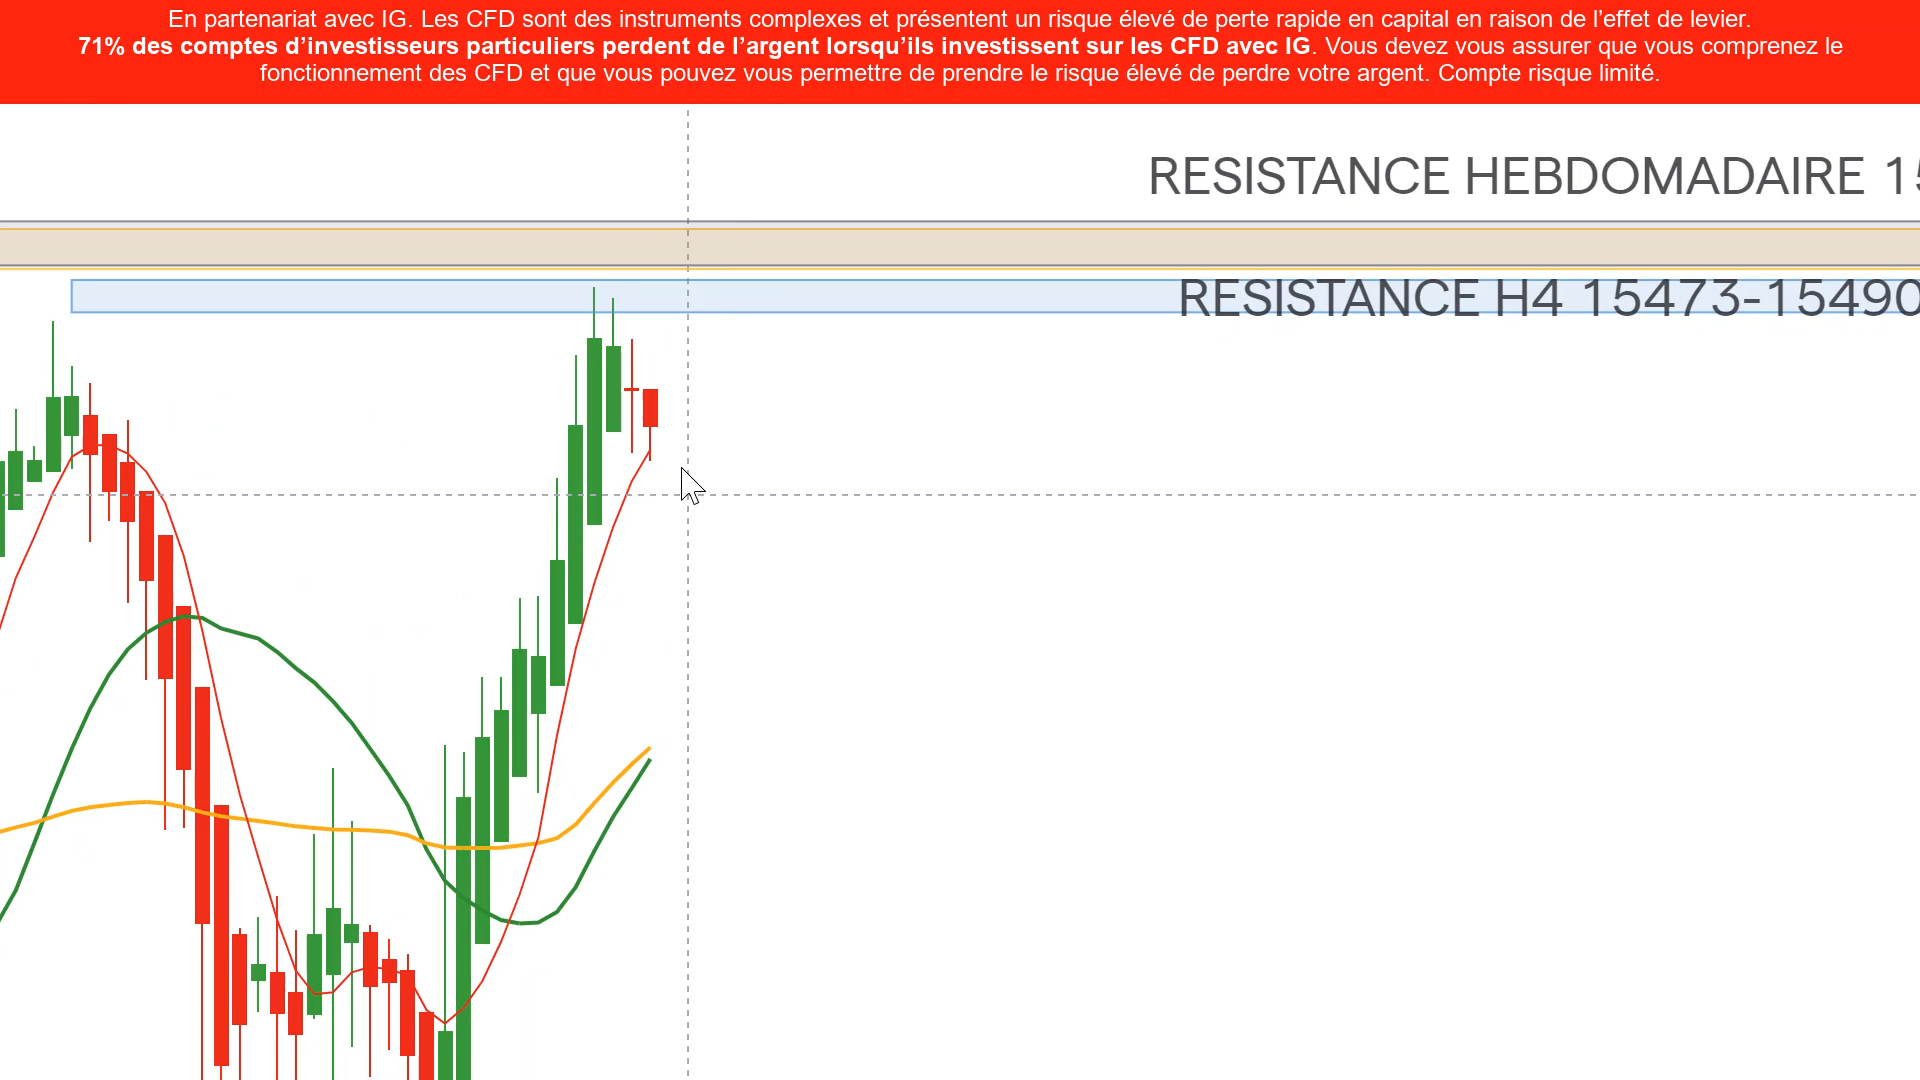 En partenariat avec IG. Les CFD sont des instruments complexes et présentent un risque élevé de perte rapide en capital en raison de l’effet de levier.
71% des comptes d’investisseurs particuliers perdent de l’argent lorsqu’ils investissent sur les CFD avec IG. Vous devez vous assurer que vous comprenez le
fonctionnement des CFD et que vous pouvez vous permettre de prendre le risque élevé de perdre votre argent. Compte risque limité.
RESISTANCE HEBDOMADAIRE
RESISTANCE H4 15473-15490